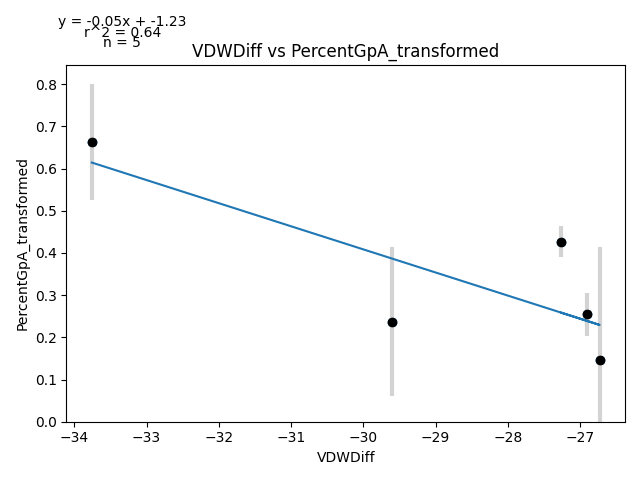 y = -0.05x + -1.23
r^2 = 0.64
n = 5
VDWDiff vs PercentGpA_transformed
PercentGpA_transformed
0.8
0.7
0.6
0.5
0.4
0.3
0.2
0.1
0.0
−34 −33 −32 −31 −30 −29 −28 −27
VDWDiff